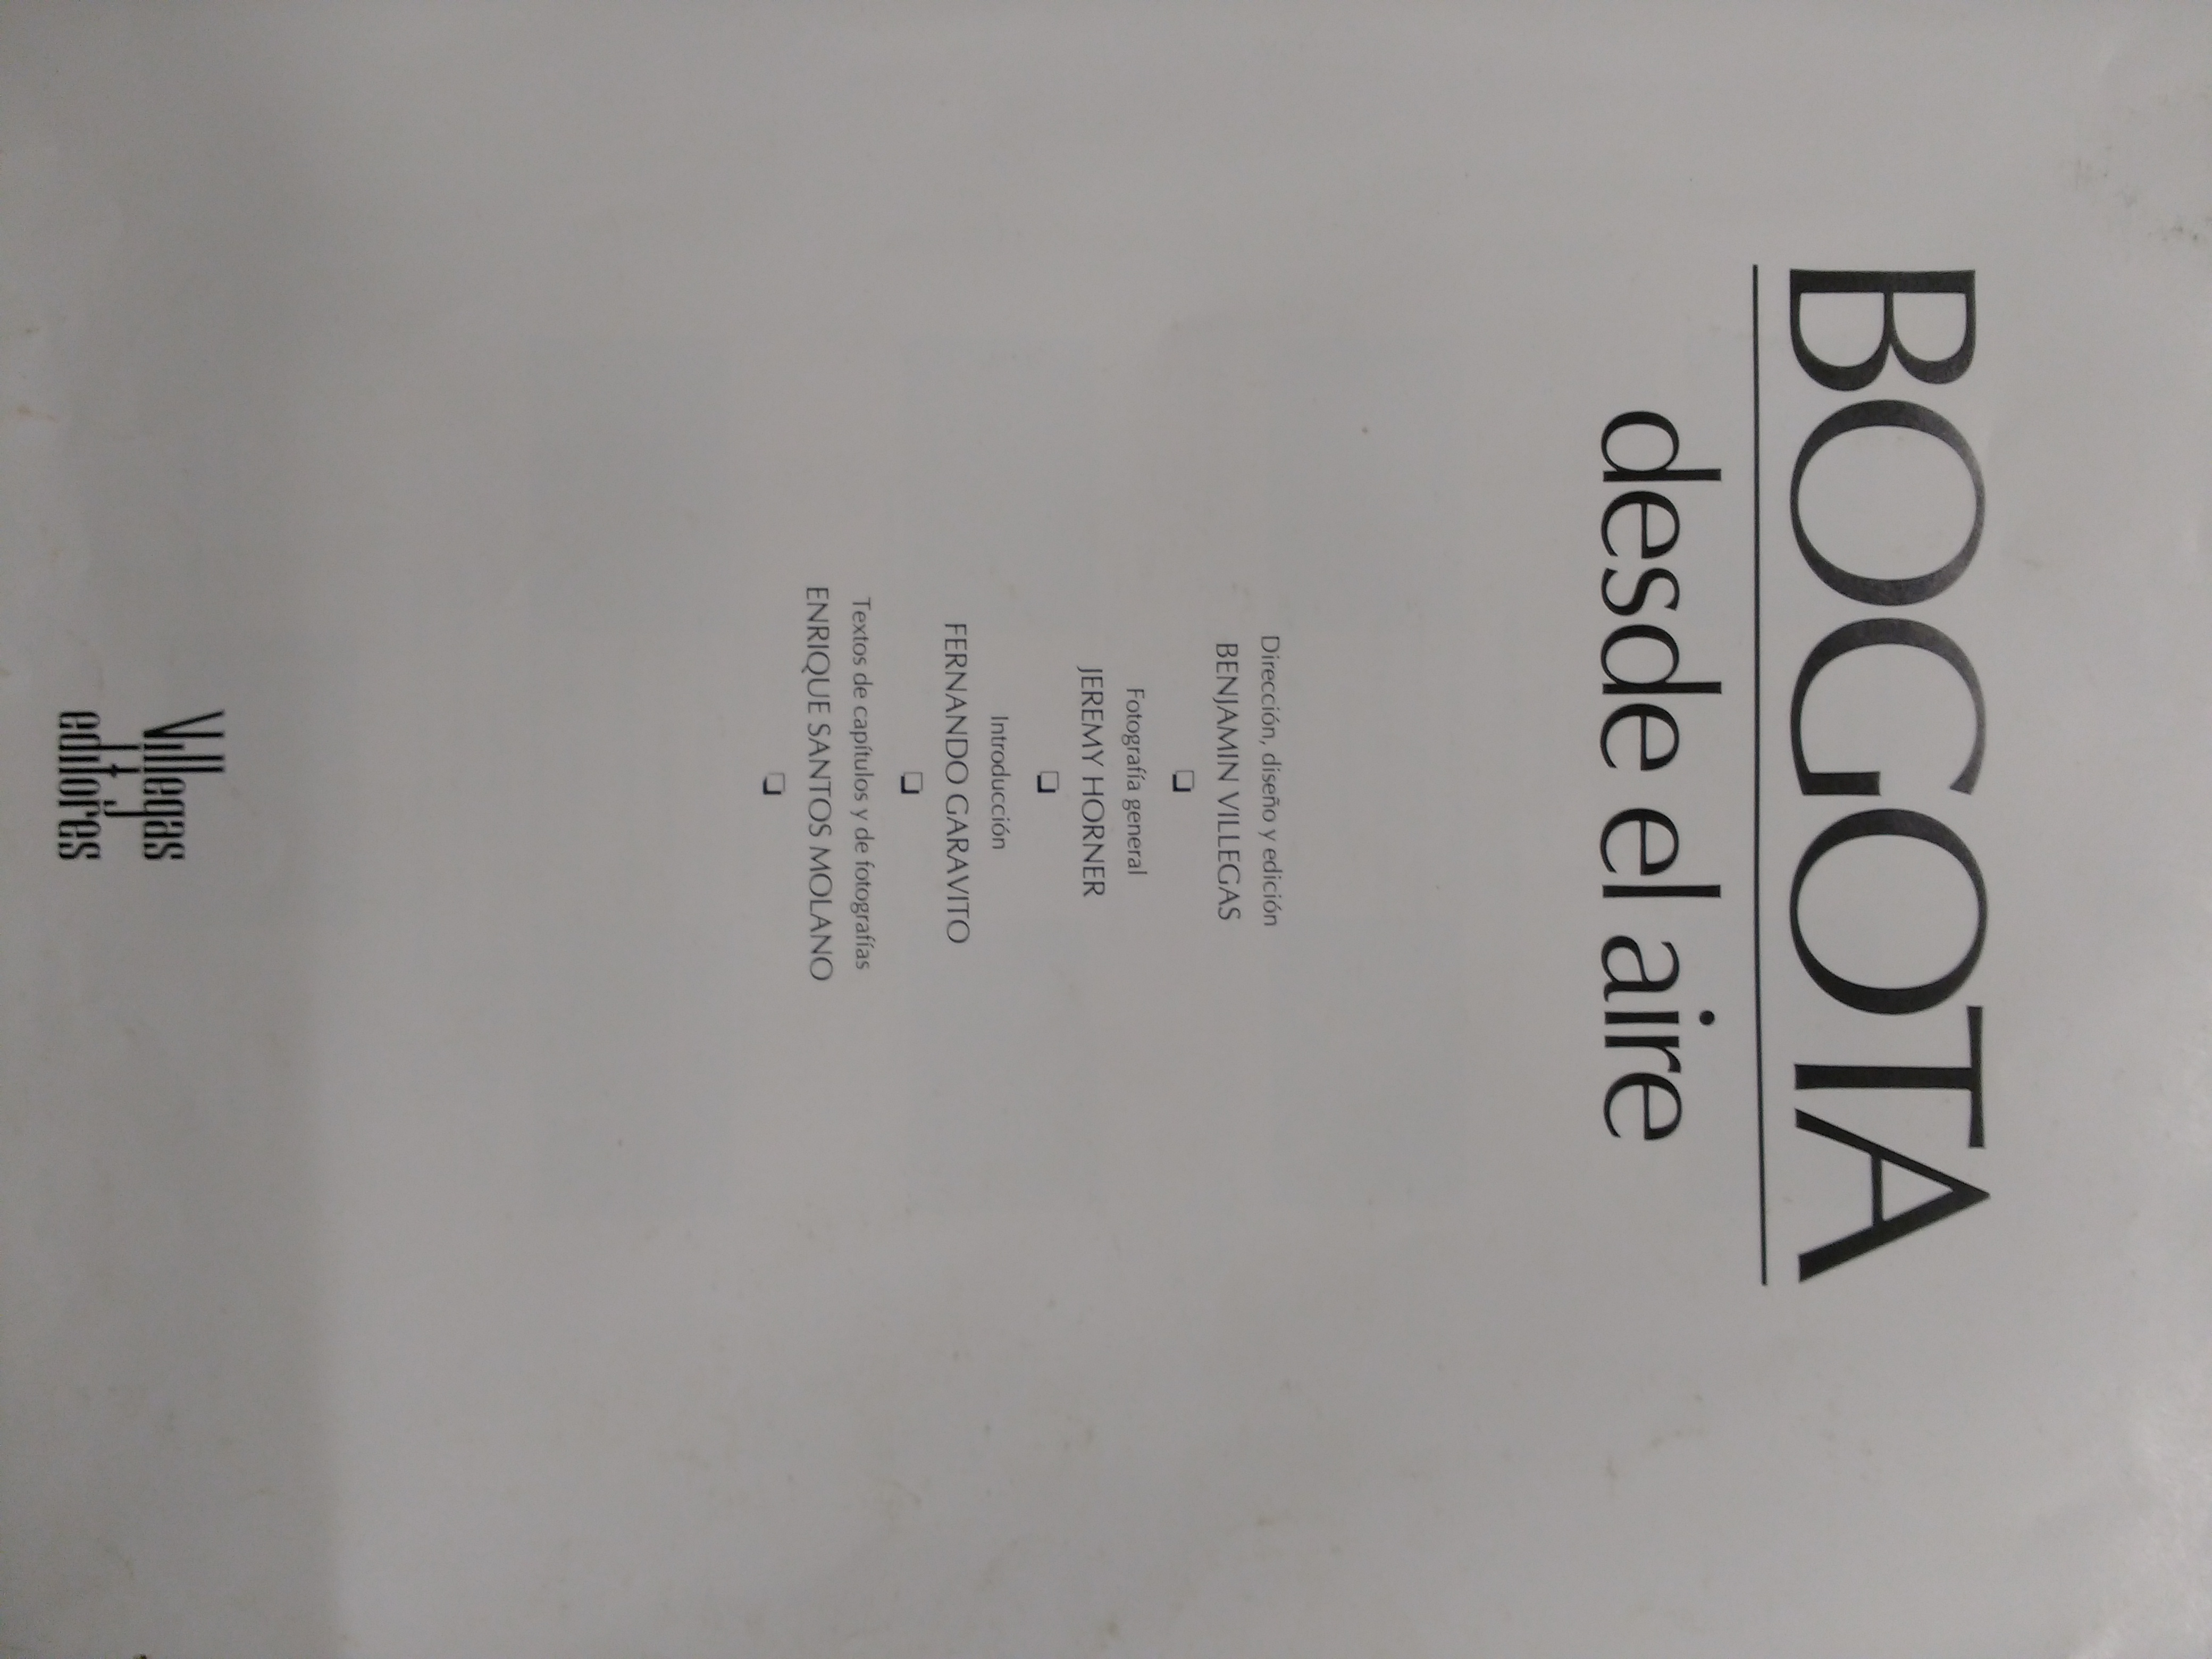 BOGOTA
desde el aire
Dirección, diseño y edición
BENJAMIN VILLEGAS
❏
Fotografía general
JEREMY HORNER
❏
Introducción
FERNANDO GARAVITO
❏
Textos de capítulos y de fotografías
ENRIQUE SANTOS MOLANO
❏
Villegas
editores